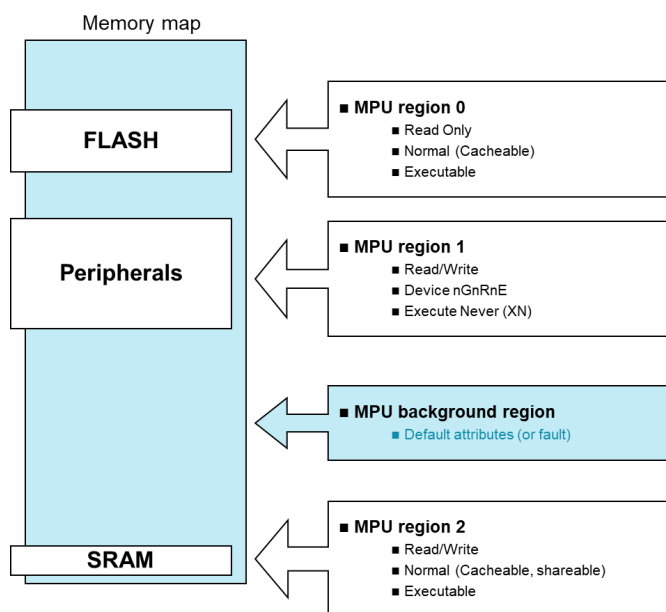 Memory map
FLASH
■ MPU region 0
■ Read Only
■ Normal (Cacheable)
■ Executable
Peripherals
■ MPU region 1
■ Read/Write
■ Device nGnRnE
■ Execute Never (XN)
■ MPU background region
■ Default attributes (or fault)
SRAM
■ MPU region 2
■ Read/Write
■ Normal (Cacheable, shareable)
■ Executable